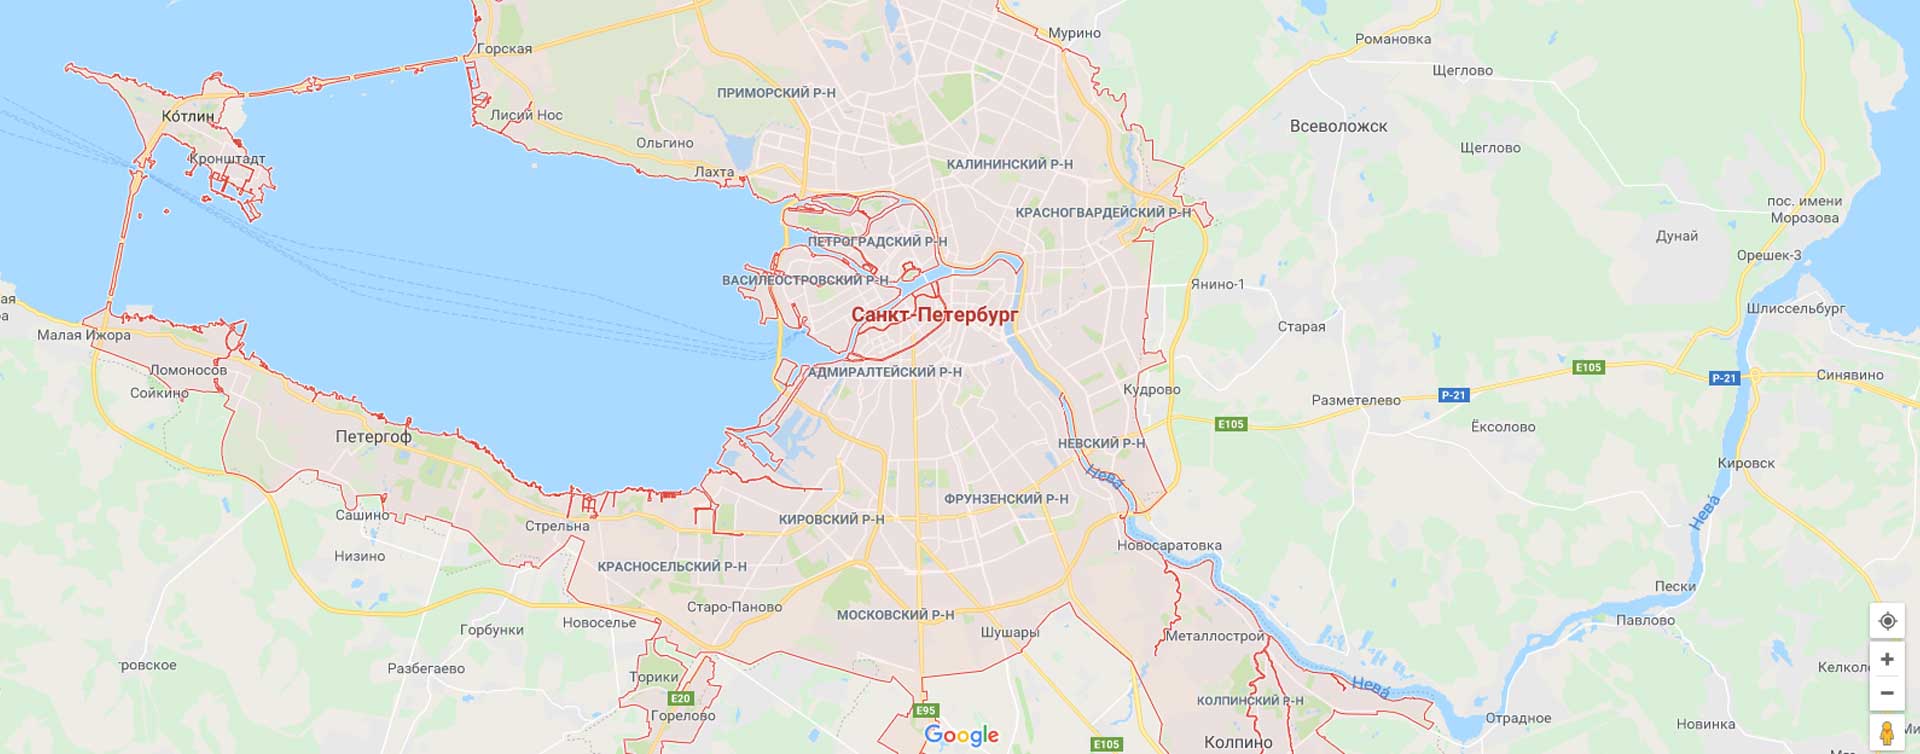 Мурино
Романовка
Горская
Щеглово
ПРИМОРСКИЙ Р-Н
Ко́тлин
Лисий Нос
Всеволожск
Ольгино
Щеглово
Кронштадт
КАЛИНИНСКИЙ Р-Н
Лахта
пос. имени
Морозова
КРАСНОГВАРДЕЙСКИЙ Р-Н
Дунай
ПЕТРОГРАДСКИЙ Р-Н
Орешек-3
ВАСИЛЕОСТРОВСКИЙ Р-Н
Янино-1
ая
ра
Шлиссельбург
Санкт-Петербург
Старая
Малая Ижора
Ломоносов
АДМИРАЛТЕЙСКИЙ Р-Н
E105
P-21
Синявино
Сойкино
Кудрово
Разметелево
P-21
E105
Ёксолово
Петергоф
НЕВСКИЙ Р-Н
Кировск
Нева́
ФРУНЗЕНСКИЙ Р-Н
Нева́
Сашино
Стрельна
КИРОВСКИЙ Р-Н
Новосаратовка
Низино
КРАСНОСЕЛЬСКИЙ Р-Н
Пески
Старо-Паново
МОСКОВСКИЙ Р-Н
Павлово
Горбунки
Новоселье
Шушары
Металлострой
ровское
Разбегаево
Торики
Келколо
Нева́
E20
КОЛПИНСКИЙ Р-Н
Горелово
E95
Отрадное
Новинка
Google
E105
Колпино